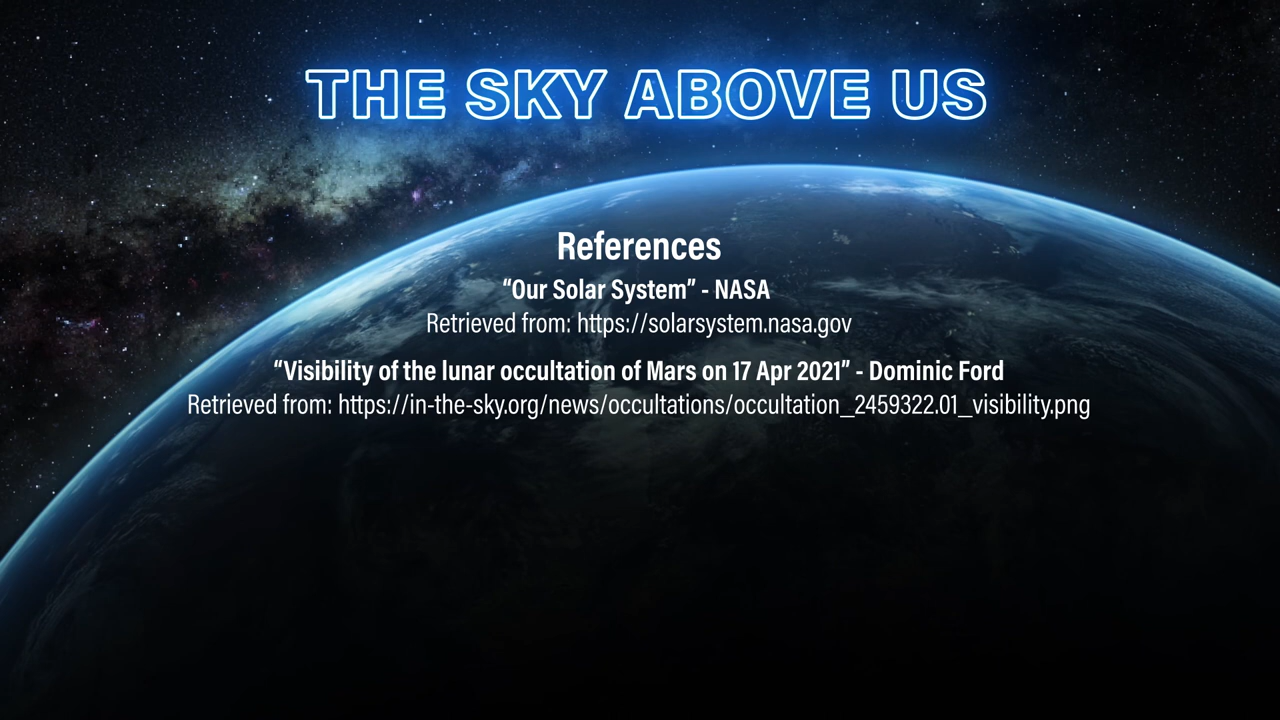 THE SKY ABOVE US
References
“Our Solar System” - NASA
Retrieved from: https://solarsystem.nasa.gov
“Visibility of the lunar occultation of Mars on 17 Apr 2021” - Dominic Ford
Retrieved from: https://in-the-sky.org/news/occultations/occultation_2459322.01_visibility.png